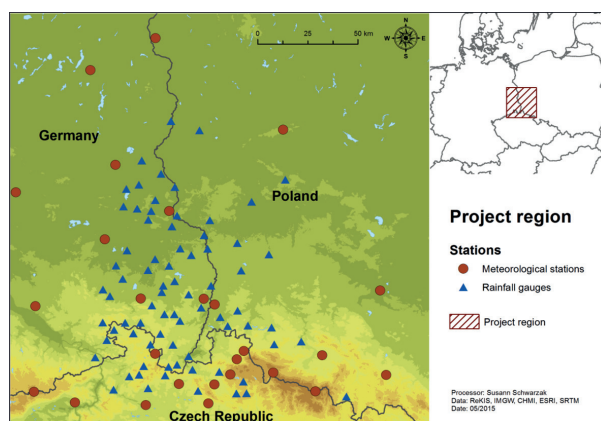 N
W E
S
0 25 50 km
Germany
Poland
Czech Republic
Project region
Stations
Meteorological stations
Rainfall gauges
Project region
Processor: Susann Schwarzak
Data: ReKIS, IMGW, CHMI, ESRI, SRTM
Date: 05/2015